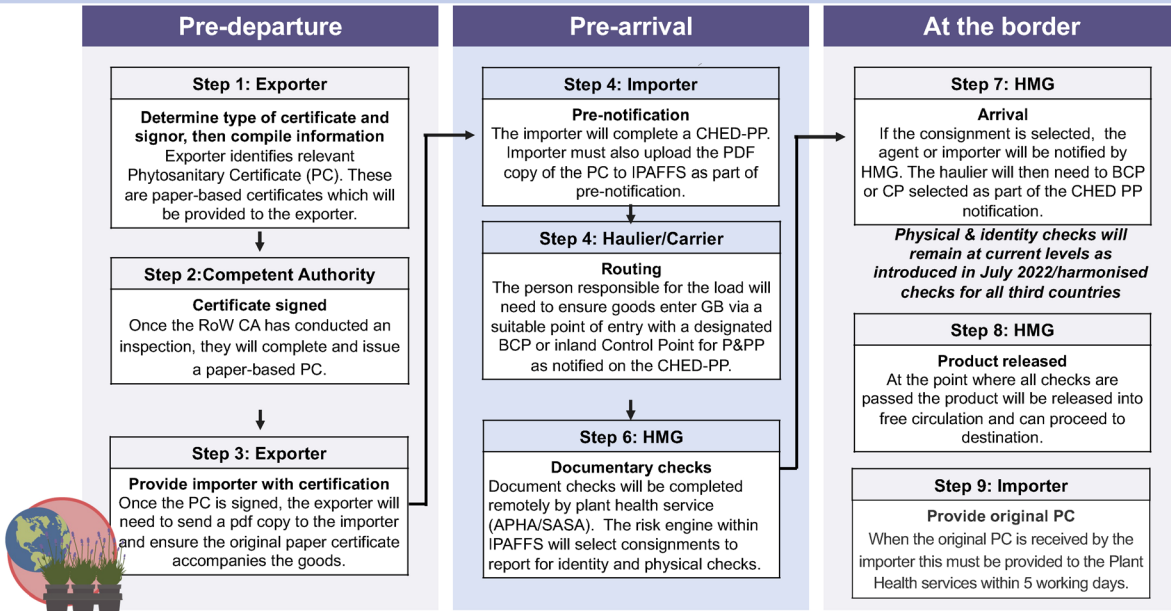 Pre-departure
Step 1: Exporter
Determine type of certificate and
signor, then compile information
Exporter identifies relevant
Phytosanitary Certificate (PC). These
are paper-based certificates which will
be provided to the exporter.
Step 2:Competent Authority
Certificate signed
Once the RoW CA has conducted an
inspection, they will complete and issue
a paper-based PC.
Step 3: Exporter
Provide importer with certification
Once the PC is signed, the exporter will
need to send a pdf copy to the importer
and ensure the original paper certificate
accompanies the goods.
Pre-arrival
Step 4: Importer
Pre-notification
The importer will complete a CHED-PP.
Importer must also upload the PDF
copy of the PC to IPAFFS as part of
pre-notification.
Step 4: Haulier/Carrier
Routing
The person responsible for the load will
need to ensure goods enter GB via a
suitable point of entry with a designated
BCP or inland Control Point for P&PP
as notified on the CHED-PP.
Step 6: HMG
Documentary checks
Document checks will be completed
remotely by plant health service
(APHA/SASA). The risk engine within
IPAFFS will select consignments to
report for identity and physical checks.
At the border
Step 7: HMG
Arrival
If the consignment is selected, the
agent or importer will be notified by
HMG. The haulier will then need to BCP
or CP selected as part of the CHED PP
notification.
Physical & identity checks will
remain at current levels as
introduced in July 2022/harmonised
checks for all third countries
Step 8: HMG
Product released
At the point where all checks are
passed the product will be released into
free circulation and can proceed to
destination.
Step 9: Importer
Provide original PC
When the original PC is received by the
importer this must be provided to the Plant
Health services within 5 working days.